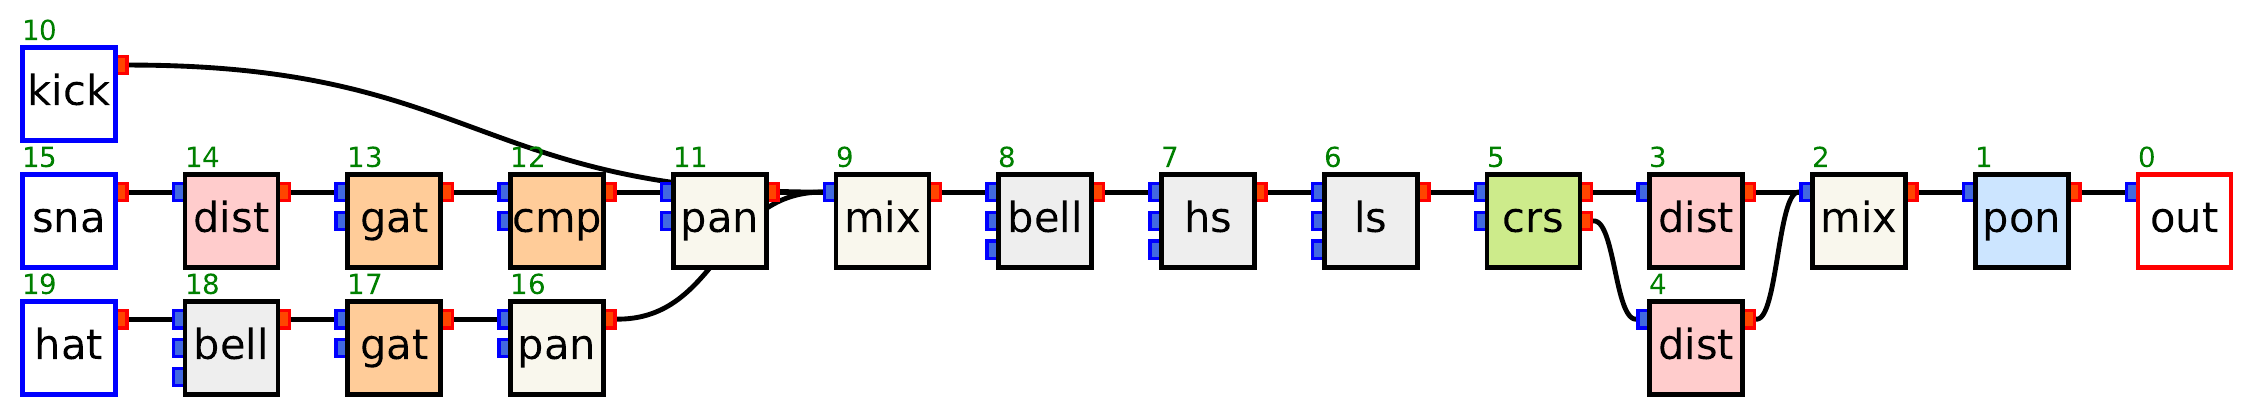 10
kick
15 14 13 12 11 9 8 7 6 5 3 2 1 0
sna dist gat cmp pan mix bell hs ls crs dist mix pon out
19 18 17 16 4
hat bell gat pan dist